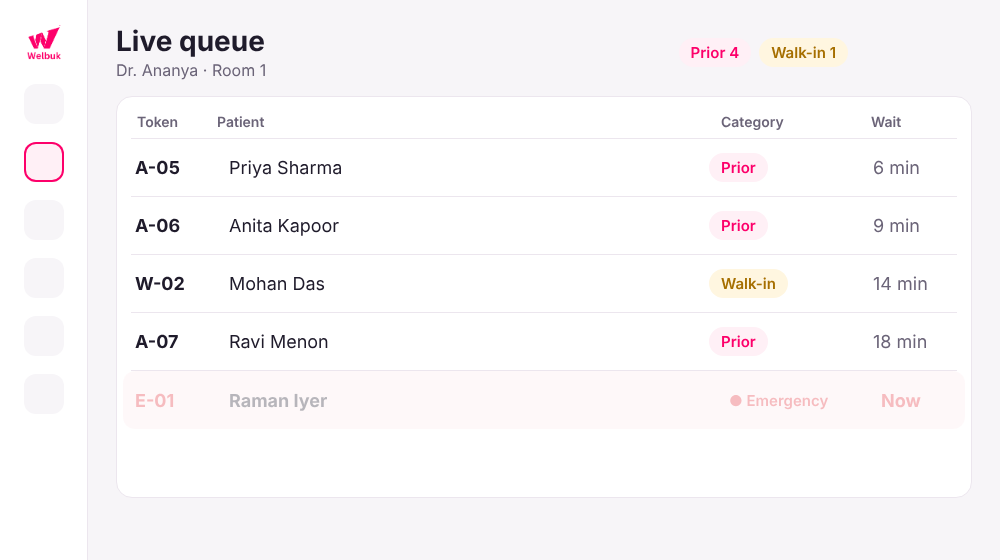 Welbuk
Live queue
Dr. Ananya · Room 1
Prior 4 Walk-in 1
Token Patient Category Wait
A-05 Priya Sharma Prior 6 min
A-06 Anita Kapoor Prior 9 min
W-02 Mohan Das Walk-in 14 min
A-07 Ravi Menon Prior 18 min
E-01 Raman Iyer Emergency Now